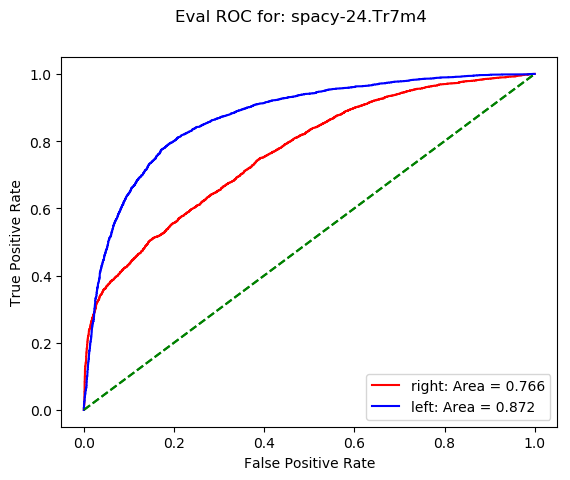 Eval ROC for: spacy-24.Tr7m4
1.0
0.8
0.6
0.4
0.2
0.0
True Positive Rate
right: Area = 0.766
left: Area = 0.872
0.0 0.2 0.4 0.6 0.8 1.0
False Positive Rate